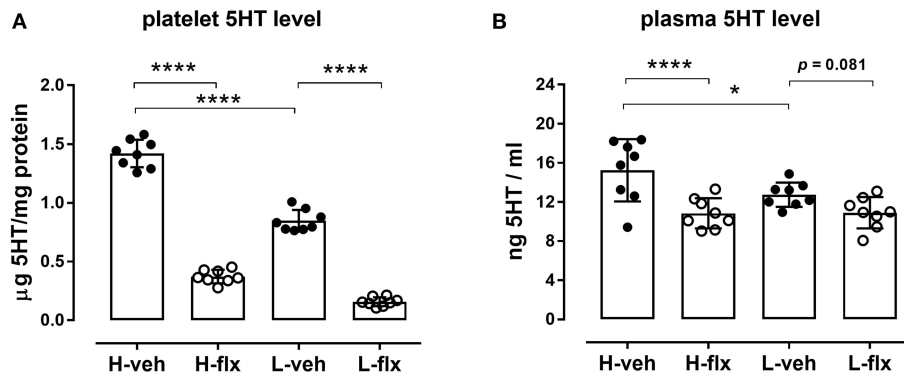 A platelet 5HT level
**** ****
****
μg 5HT/mg protein
2.0
1.5
1.0
0.5
0.0
H-veh H-flx L-veh L-flx
B plasma 5HT level
**** p = 0.081
*
ng 5HT / ml
24
20
16
12
8
4
0
H-veh H-flx L-veh L-flx